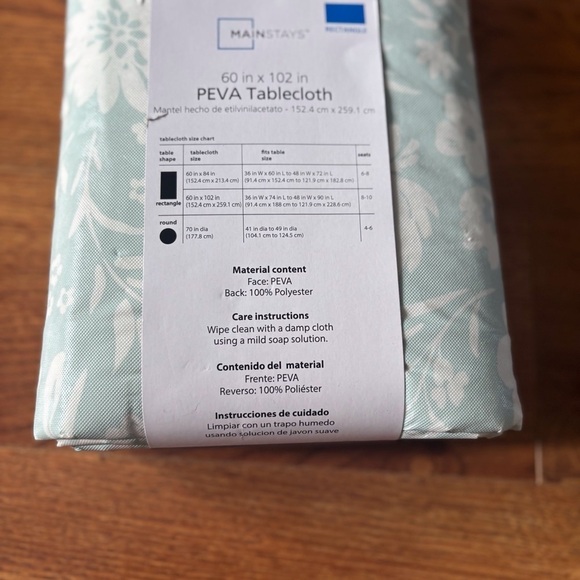 MAINSTAYS™
RECTANGLE
60 in x 102 in
PEVA Tablecloth
Mantel hecho de etilvinilacetato - 152.4 cm x 259.1 cm
tablecloth size chart
table shape tablecloth size fits table size seats
60 in x 84 in 36 in W x 60 in L to 48 in W x 72 in L 6-8
(152.4 cm x 213.4 cm) (91.4 cm x 152.4 cm to 121.9 cm x 182.8 cm)
rectangle 60 in x 102 in 36 in W x 74 in L to 48 in W x 90 in L 8-10
(152.4 cm x 259.1 cm) (91.4 cm x 188 cm to 121.9 cm x 228.6 cm)
round
70 in dia 41 in dia to 49 in dia 4-6
(177.8 cm) (104.1 cm to 124.5 cm)
Material content
Face: PEVA
Back: 100% Polyester
Care instructions
Wipe clean with a damp cloth
using a mild soap solution.
Contenido del material
Frente: PEVA
Reverso: 100% Poliéster
Instrucciones de cuidado
Limpiar con un trapo humedo
usando solucion de javon suave